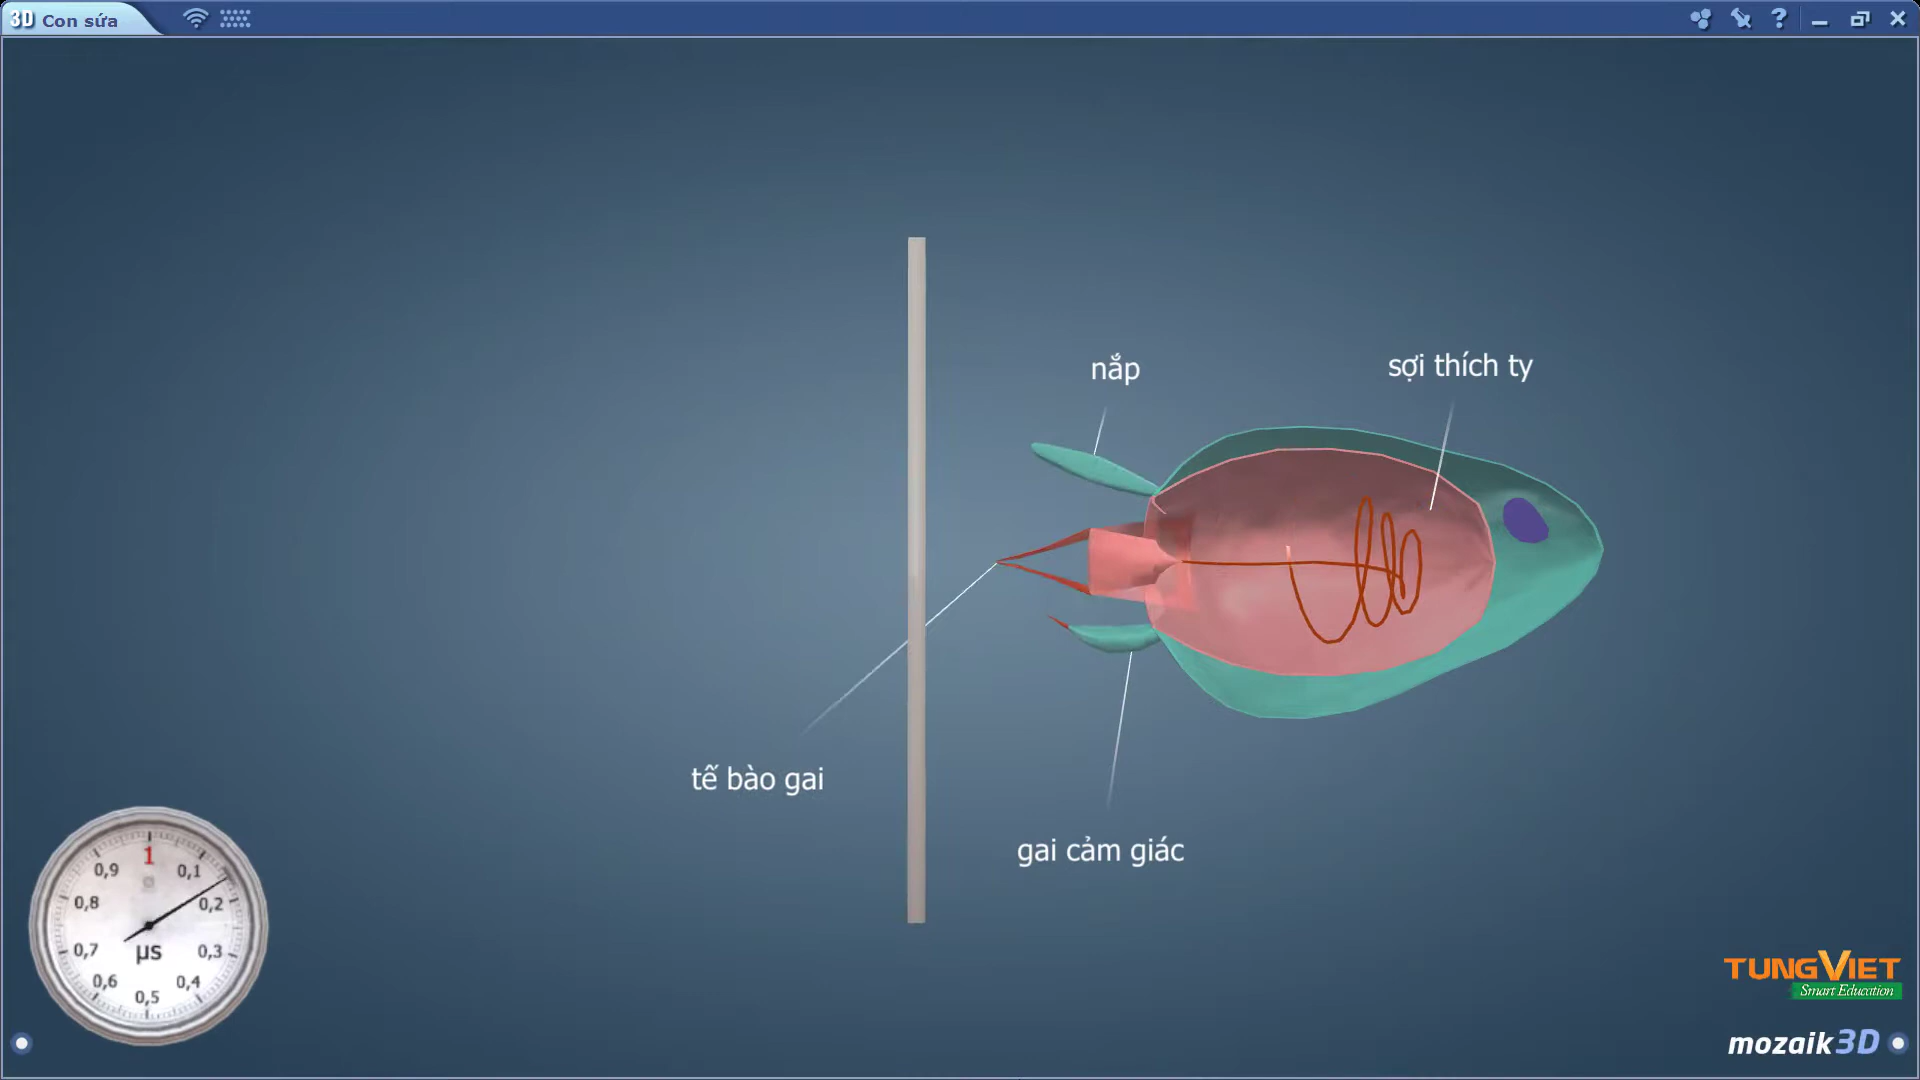 3D Con sứa
?
nắp
sợi thích ty
tế bào gai
gai cảm giác
1
0,9
0,1
0,8
0,2
µs
0,7
0,3
0,6
0,4
0,5
TUNGVIET
Smart Education
mozaik3D